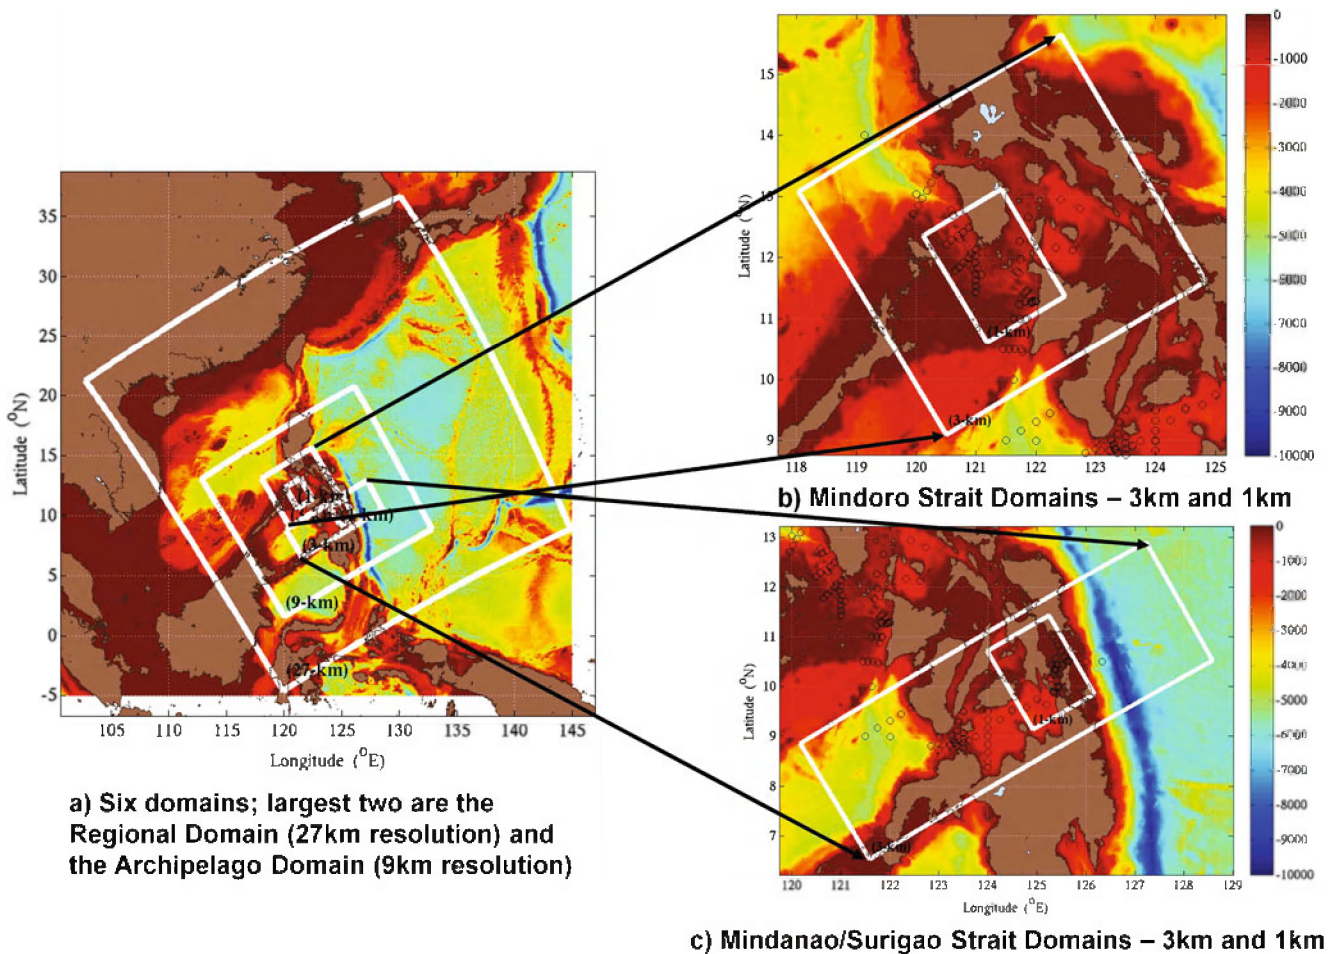 35
30
25
20
15
10
5
0
-5
Latitude (°N)
105 110 115 120 125 130 135 140 145
Longitude (°E)
(3-km)
(9-km)
(27-km)
a) Six domains; largest two are the
Regional Domain (27km resolution) and
the Archipelago Domain (9km resolution)
15
14
13
12
11
10
9
Latitude (°N)
118 119 120 121 122 123 124 125
(1-km)
(3-km)
0
-1000
-2000
-3000
-4000
-5000
-6000
-7000
-8000
-9000
-10000
b) Mindoro Strait Domains – 3km and 1km
13
12
11
10
9
8
7
Latitude (°N)
120 121 122 123 124 125 126 127 128 129
Longitude (°E)
(1-km)
(3-km)
0
-1000
-2000
-3000
-4000
-5000
-6000
-7000
-8000
-9000
-10000
c) Mindanao/Surigao Strait Domains – 3km and 1km